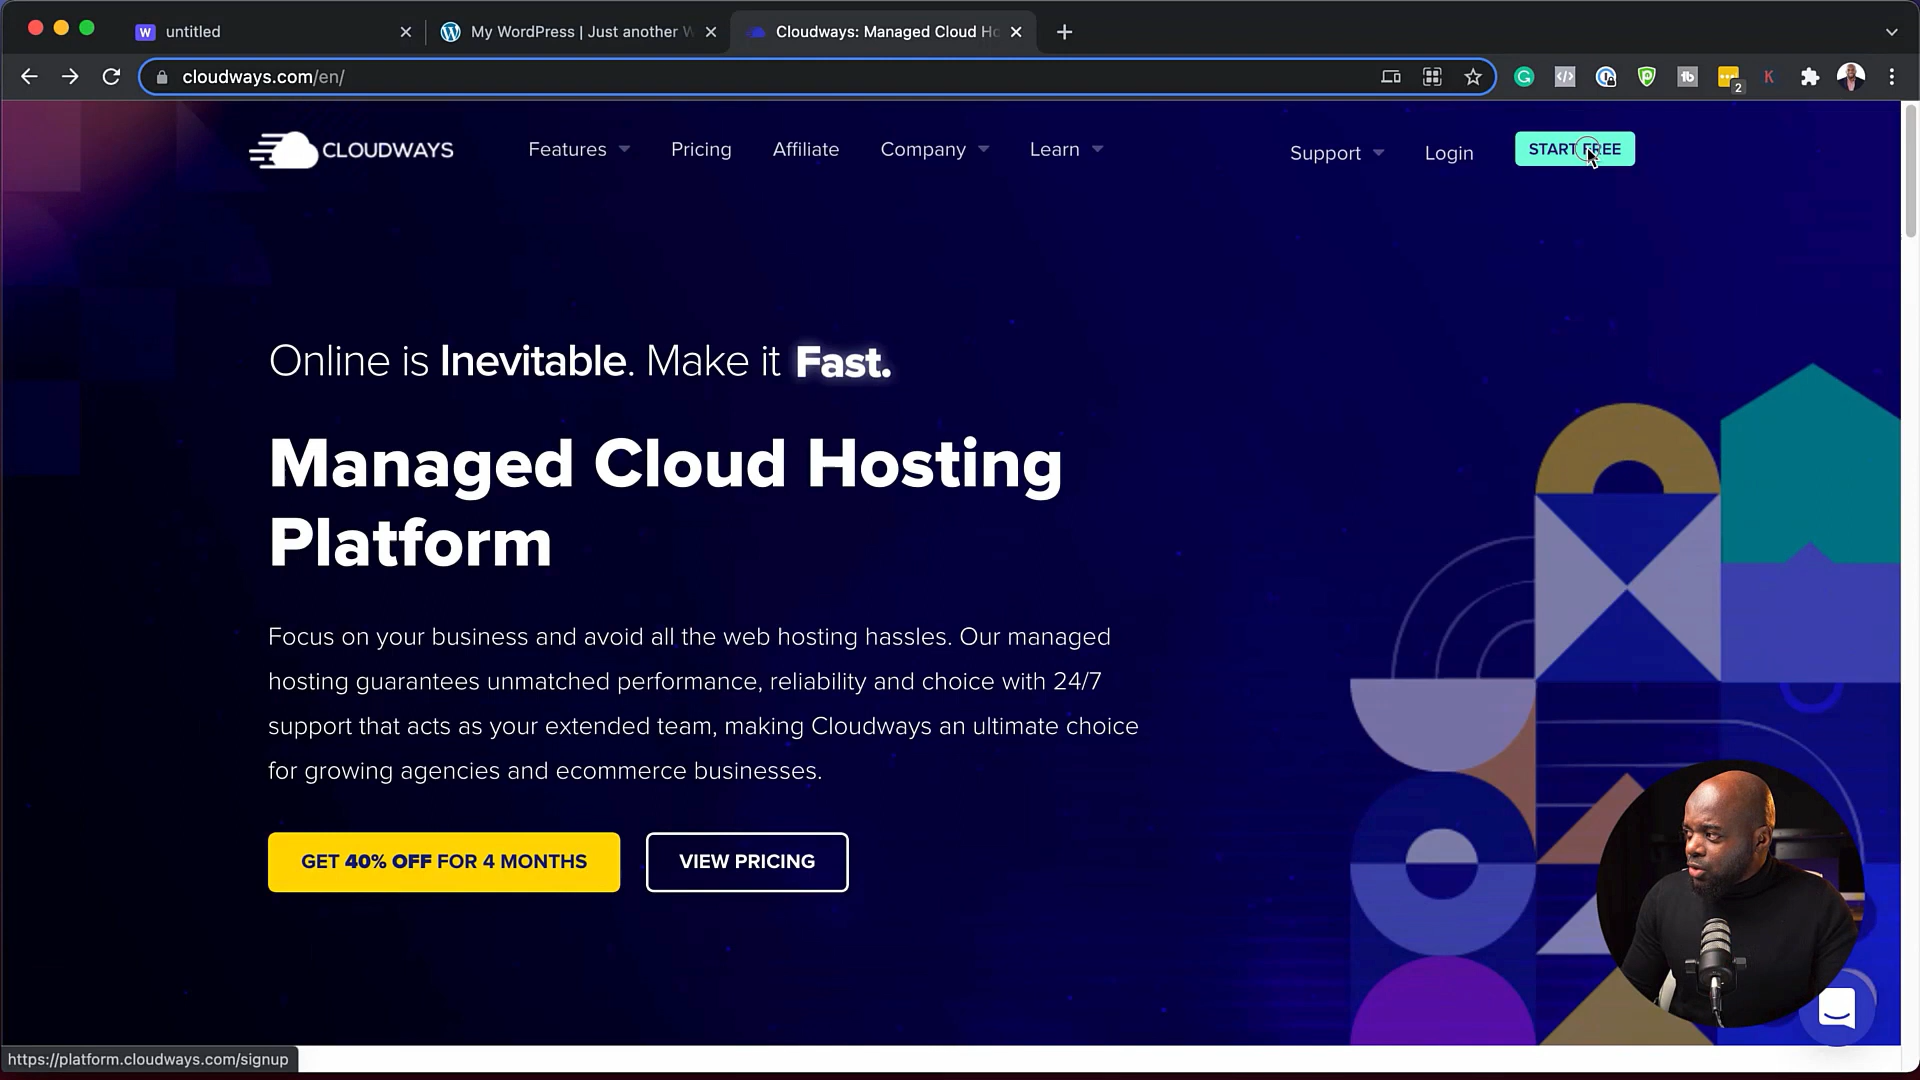 untitled
My WordPress | Just another W
Cloudways: Managed Cloud Ho
cloudways.com/en/
2
CLOUDWAYS
Features
Pricing
Affiliate
Company
Learn
Support
Login
START FREE
Online is Inevitable. Make it Fast.
Managed Cloud Hosting
Platform
Focus on your business and avoid all the web hosting hassles. Our managed
hosting guarantees unmatched performance, reliability and choice with 24/7
support that acts as your extended team, making Cloudways an ultimate choice
for growing agencies and ecommerce businesses.
GET 40% OFF FOR 4 MONTHS
VIEW PRICING
https://platform.cloudways.com/signup